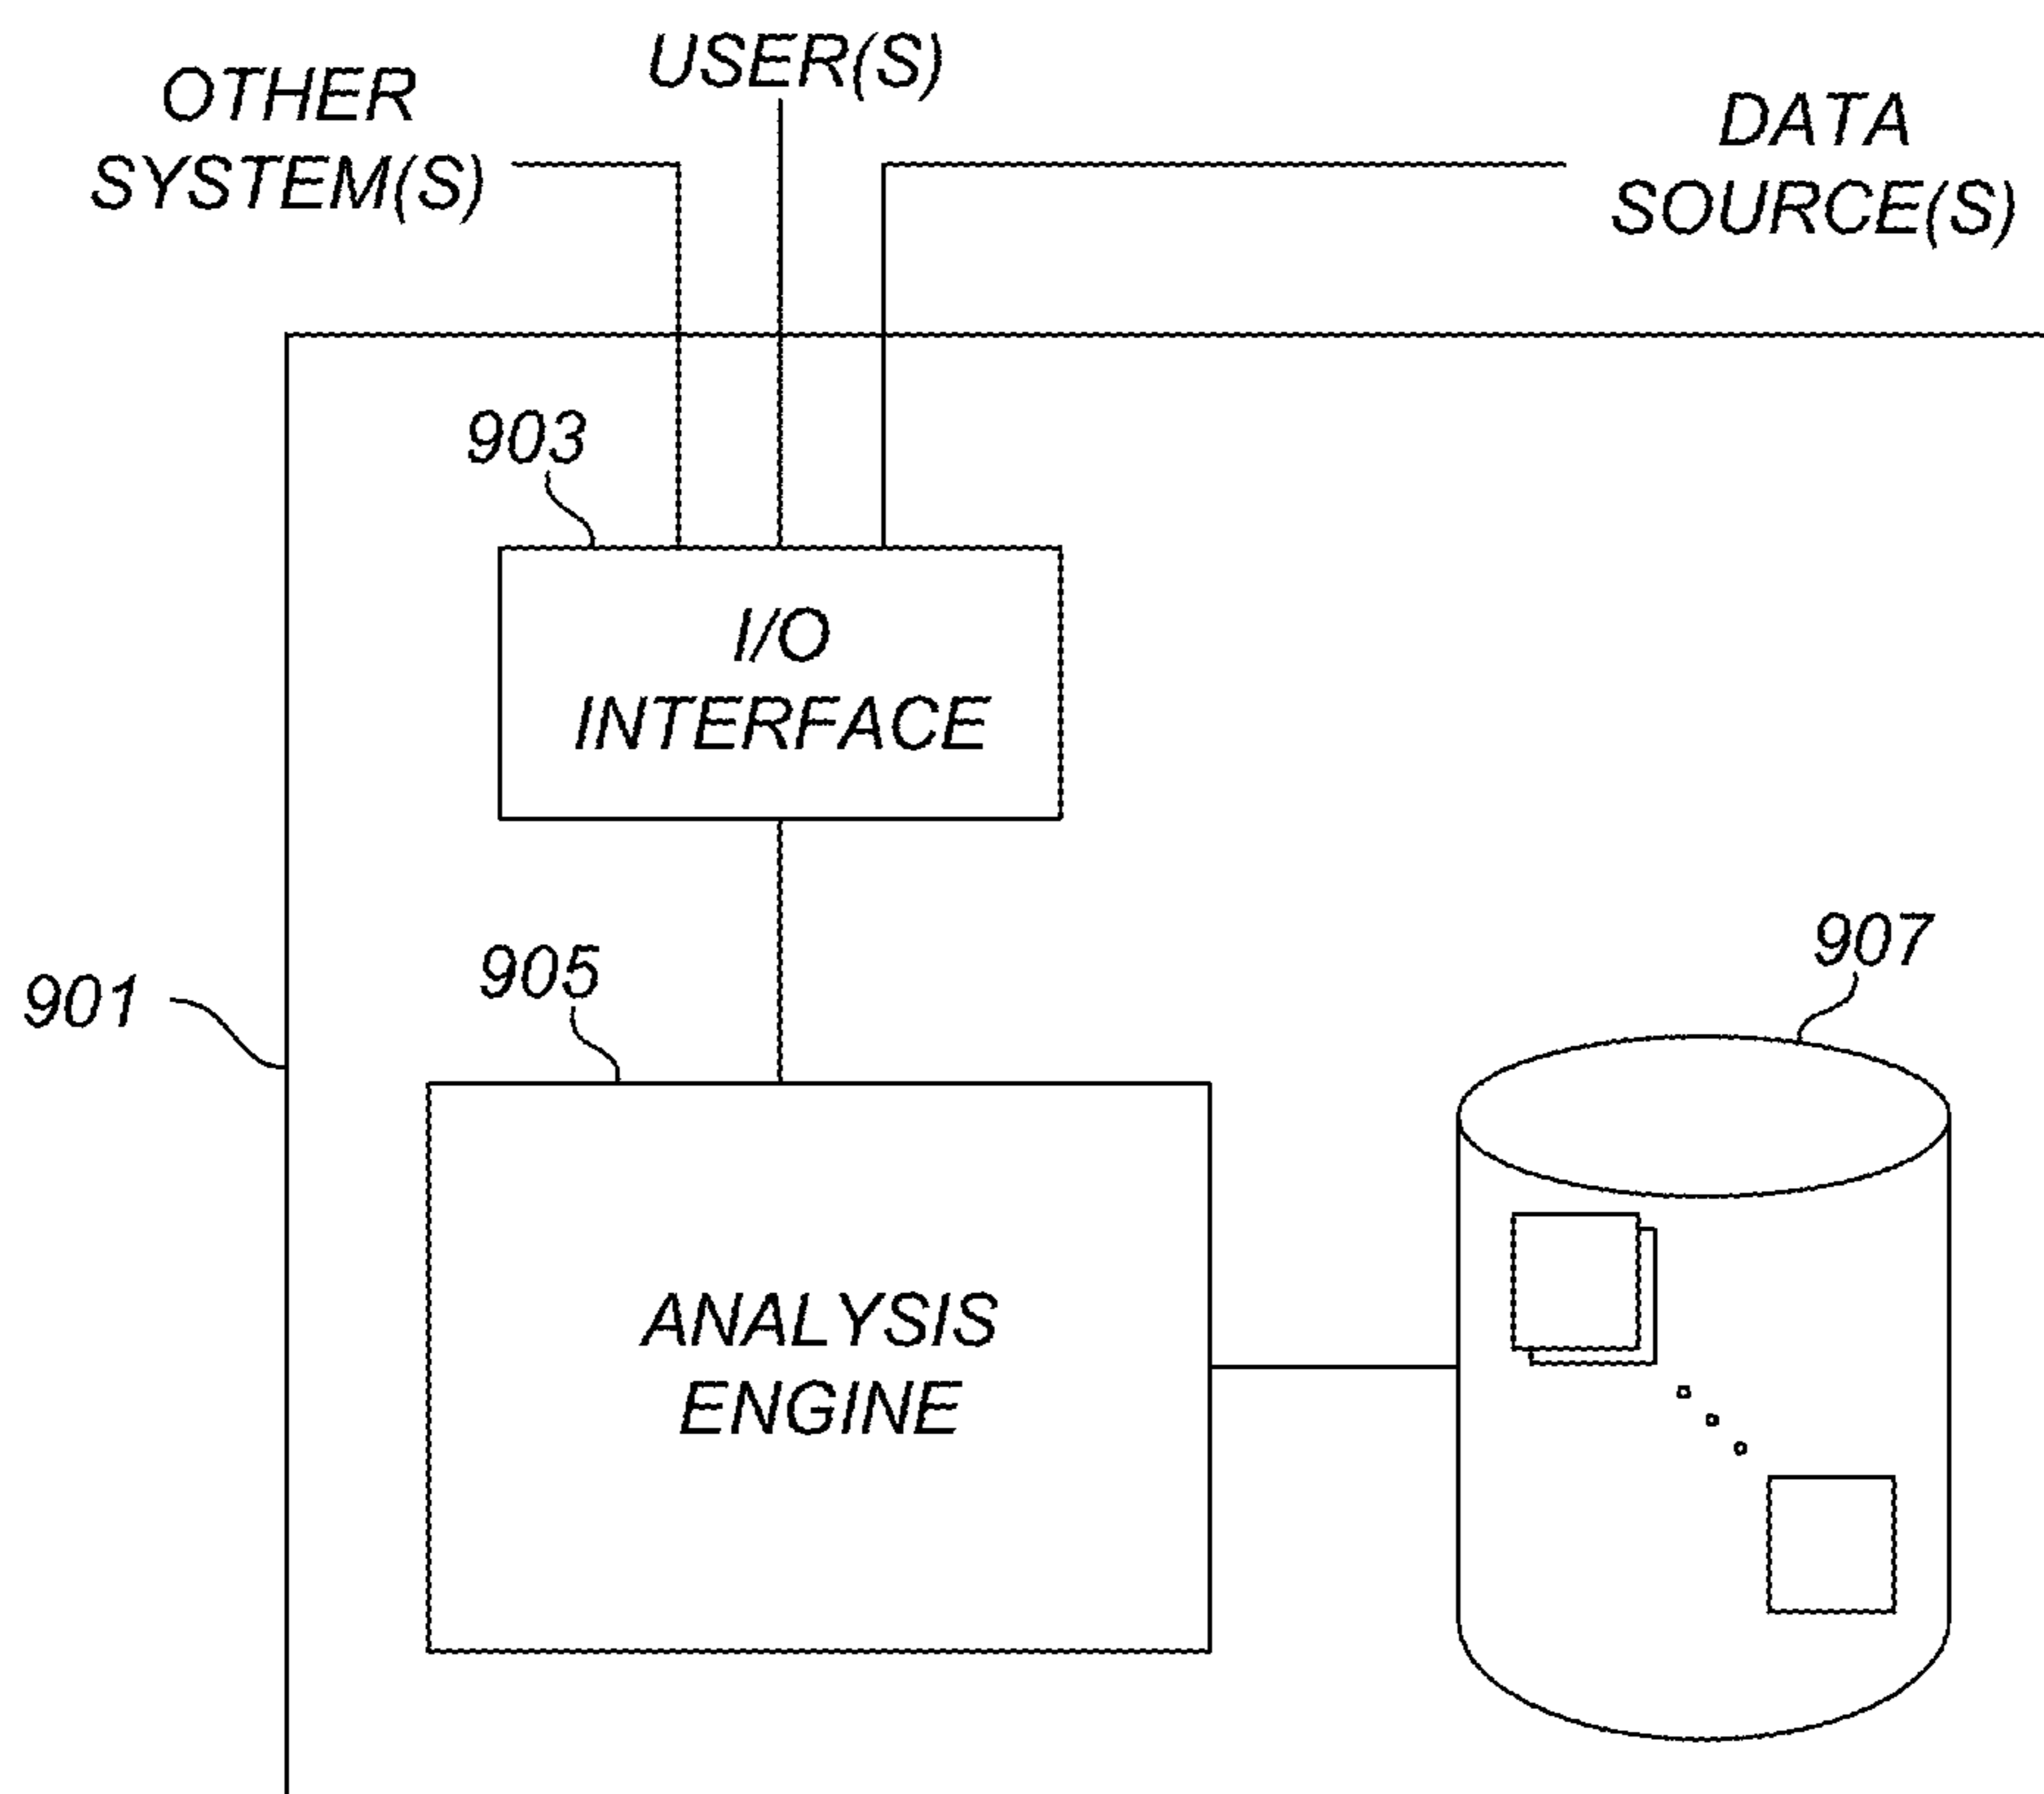 OTHER
SYSTEM(S)
USER(S)
DATA
SOURCE(S)
903
I/O
INTERFACE
901
905
907
ANALYSIS
ENGINE